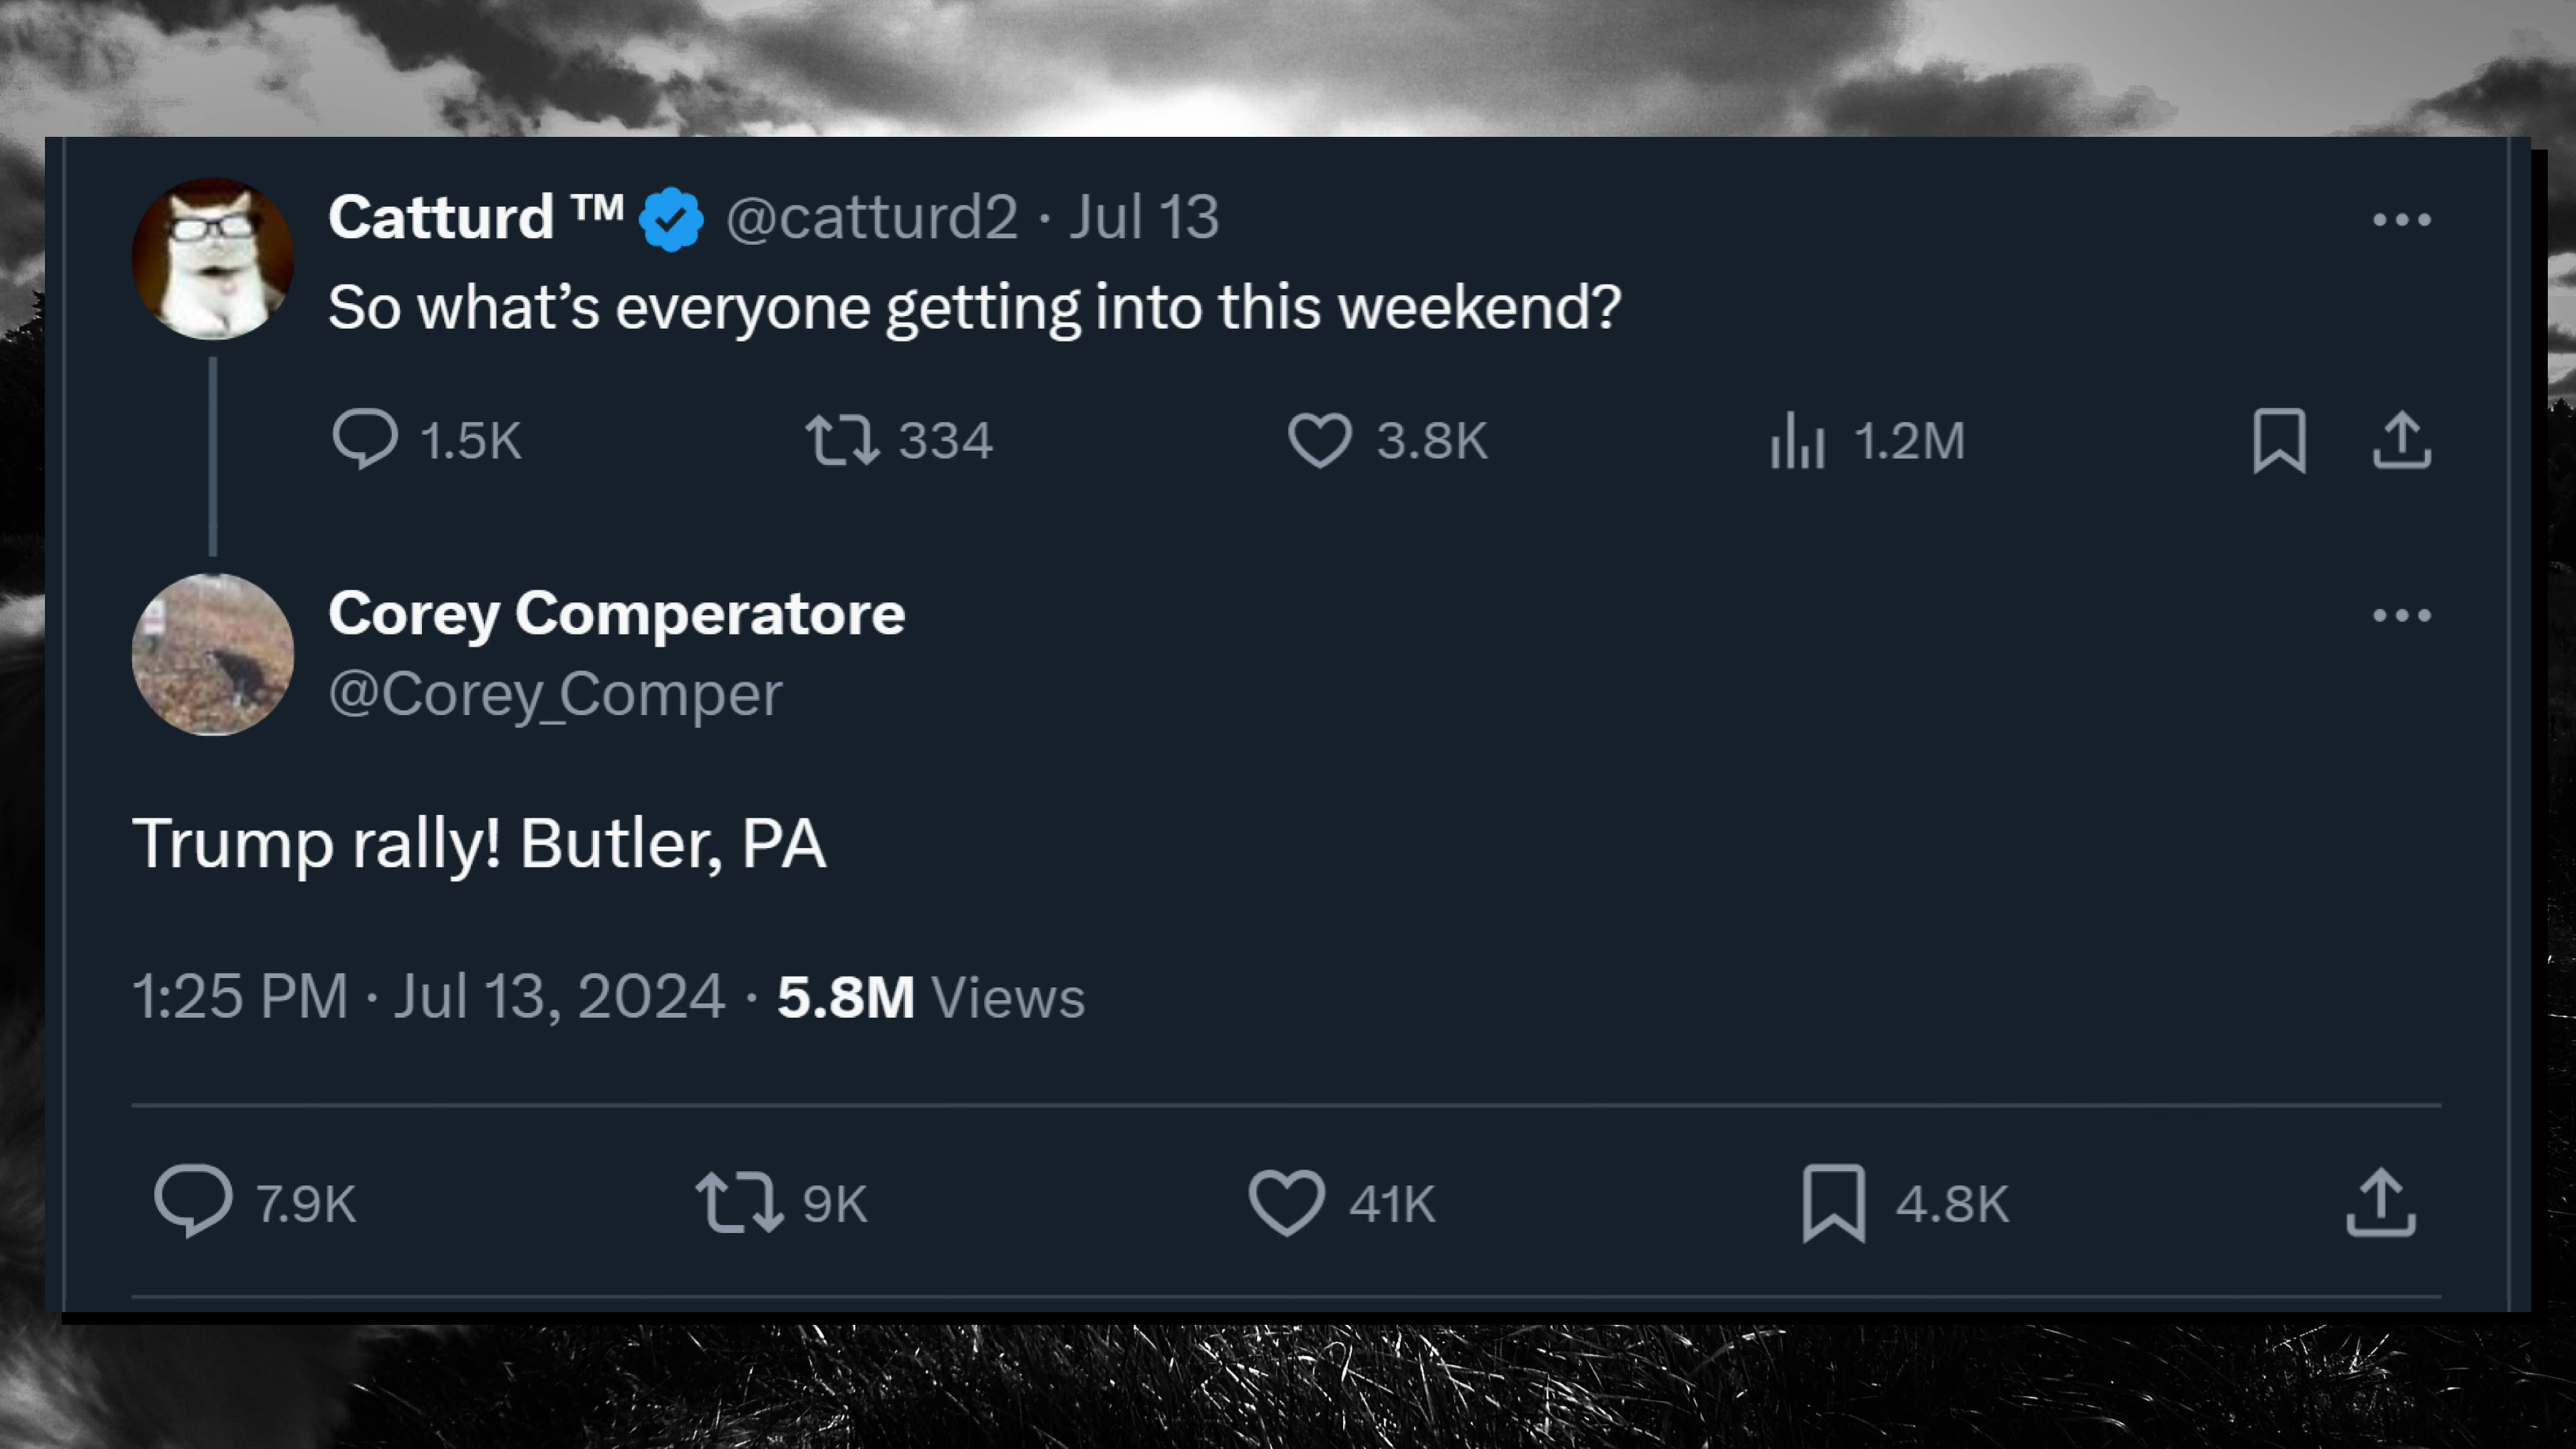 Catturd ™ @catturd2 · Jul 13
So what’s everyone getting into this weekend?
1.5K 334 3.8K 1.2M
Corey Comperatore
@Corey_Comper
Trump rally! Butler, PA
1:25 PM · Jul 13, 2024 · 5.8M Views
7.9K 9K 41K 4.8K